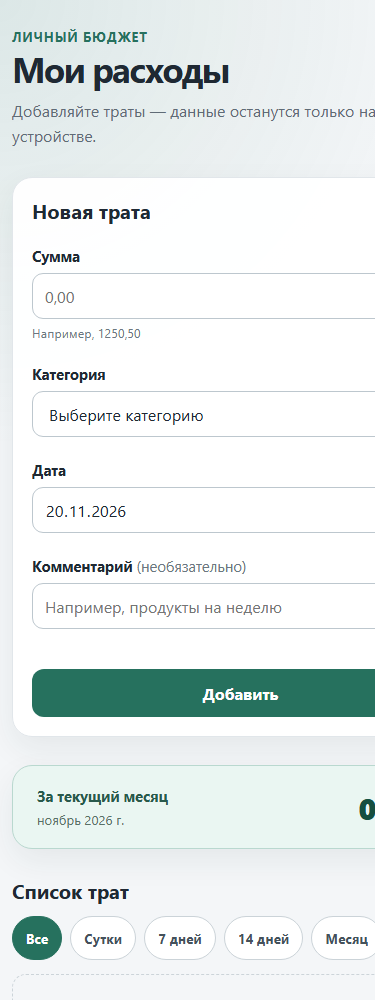 ЛИЧНЫЙ БЮДЖЕТ
Мои расходы
Добавляйте траты — данные останутся только на
устройстве.
Новая трата
Сумма
0,00
Например, 1250,50
Категория
Выберите категорию
Дата
20.11.2026
Комментарий (необязательно)
Например, продукты на неделю
Добавить
За текущий месяц
0
ноябрь 2026 г.
Список трат
Все Сутки 7 дней 14 дней Месяц